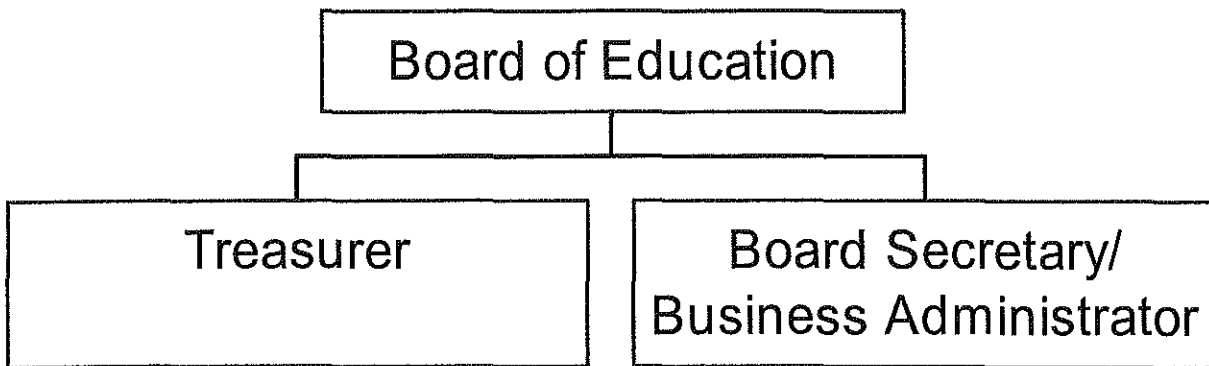 Board of Education
Treasurer
Board Secretary/
Business Administrator